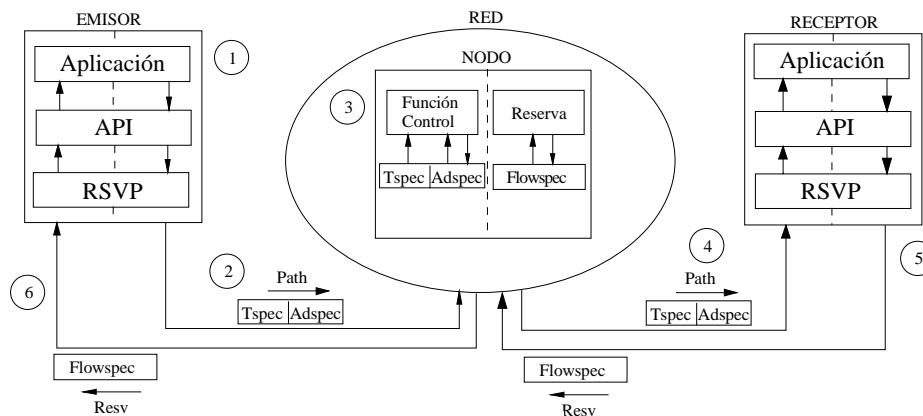 EMISOR
Aplicación
API
RSVP
1
RED
NODO
3
Función
Control
Reserva
Tspec
Adspec
Flowspec
RECEPTOR
Aplicación
API
RSVP
2
Path
Tspec Adspec
4
Path
Tspec Adspec
5
6
Flowspec
Resv
Flowspec
Resv